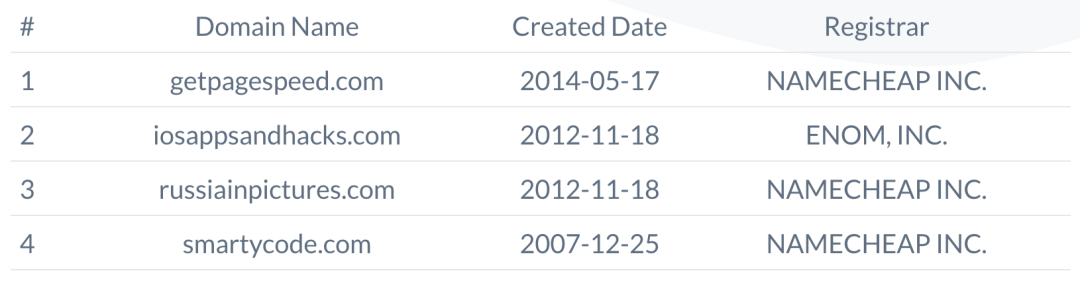 # Domain Name Created Date Registrar
1 getpagespeed.com 2014-05-17 NAMECHEAP INC.
2 iosappsandhacks.com 2012-11-18 ENOM, INC.
3 russiainpictures.com 2012-11-18 NAMECHEAP INC.
4 smartycode.com 2007-12-25 NAMECHEAP INC.